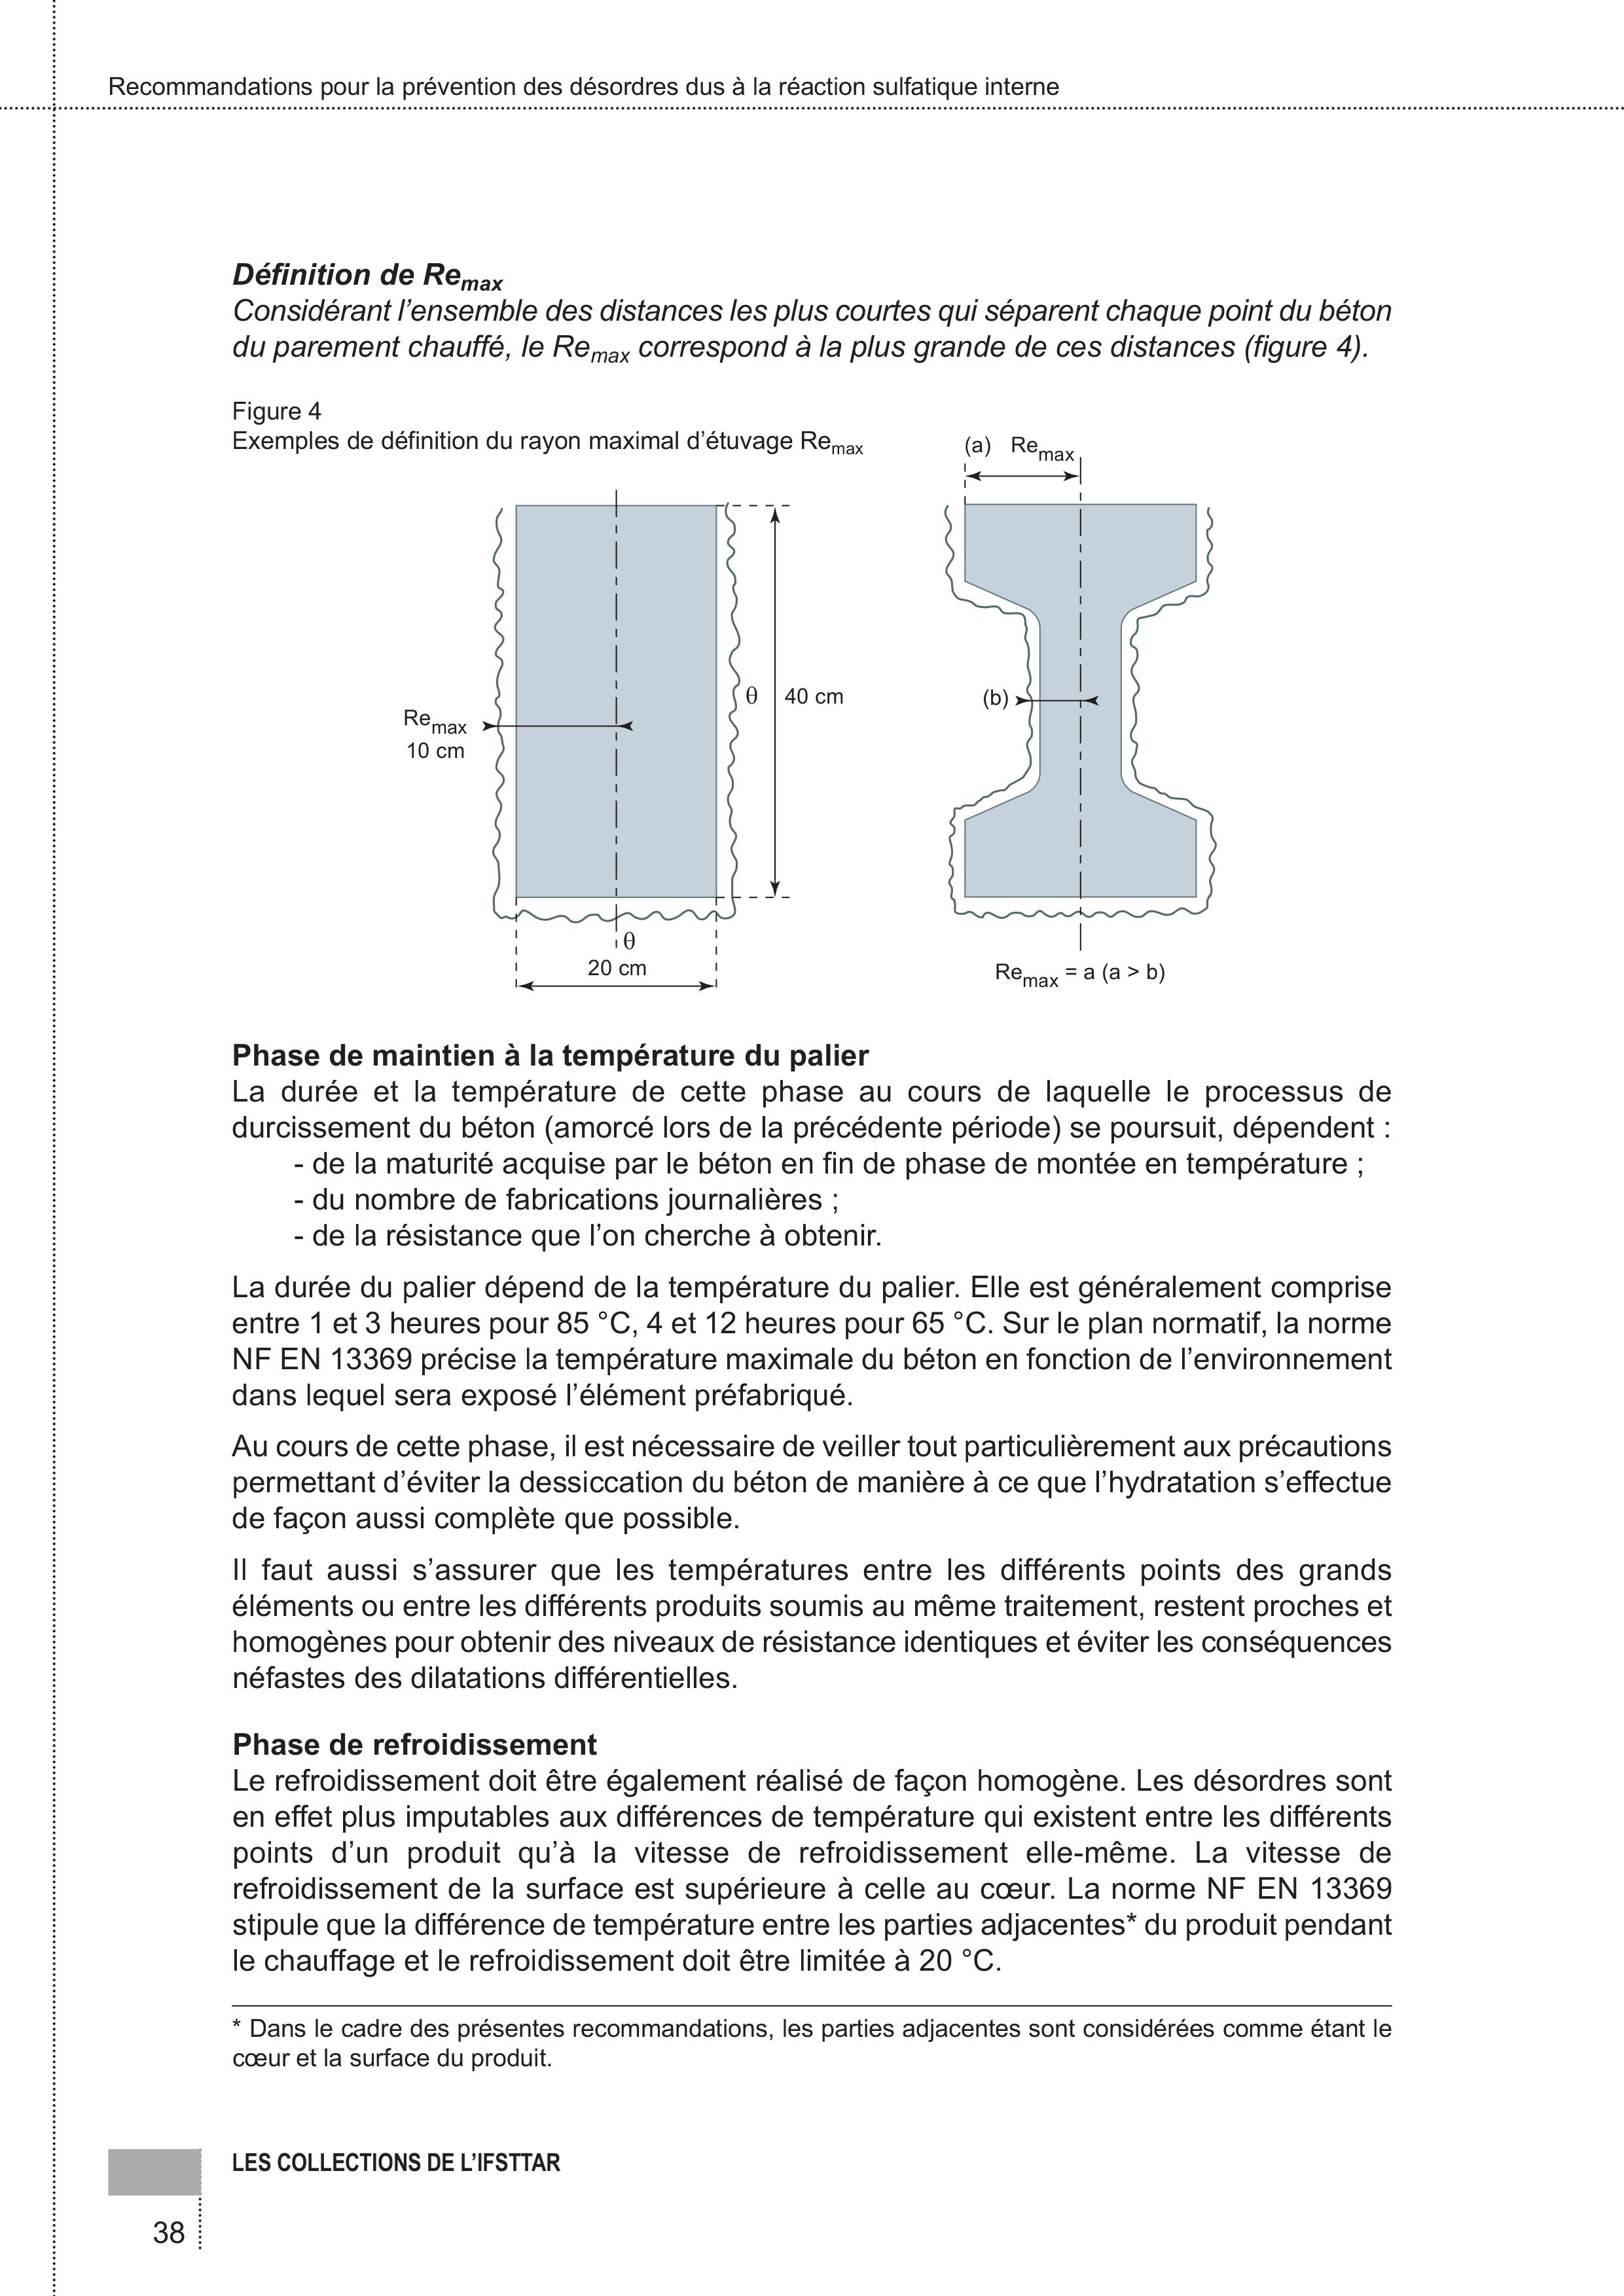 Recommandations pour la prévention des désordres dus à la réaction sulfatique interne
Définition de Remax
Considérant l’ensemble des distances les plus courtes qui séparent chaque point du béton
du parement chauffé, le Remax correspond à la plus grande de ces distances (figure 4).
Figure 4
Exemples de définition du rayon maximal d’étuvage Remax
(a) Remax
Remax
10 cm
θ 40 cm
(b)
θ
20 cm
Remax = a (a > b)
Phase de maintien à la température du palier
La durée et la température de cette phase au cours de laquelle le processus de
durcissement du béton (amorcé lors de la précédente période) se poursuit, dépendent :
- de la maturité acquise par le béton en fin de phase de montée en température ;
- du nombre de fabrications journalières ;
- de la résistance que l’on cherche à obtenir.
La durée du palier dépend de la température du palier. Elle est généralement comprise
entre 1 et 3 heures pour 85 °C, 4 et 12 heures pour 65 °C. Sur le plan normatif, la norme
NF EN 13369 précise la température maximale du béton en fonction de l’environnement
dans lequel sera exposé l’élément préfabriqué.
Au cours de cette phase, il est nécessaire de veiller tout particulièrement aux précautions
permettant d’éviter la dessiccation du béton de manière à ce que l’hydratation s’effectue
de façon aussi complète que possible.
Il faut aussi s’assurer que les températures entre les différents points des grands
éléments ou entre les différents produits soumis au même traitement, restent proches et
homogènes pour obtenir des niveaux de résistance identiques et éviter les conséquences
néfastes des dilatations différentielles.
Phase de refroidissement
Le refroidissement doit être également réalisé de façon homogène. Les désordres sont
en effet plus imputables aux différences de température qui existent entre les différents
points d’un produit qu’à la vitesse de refroidissement elle-même. La vitesse de
refroidissement de la surface est supérieure à celle au cœur. La norme NF EN 13369
stipule que la différence de température entre les parties adjacentes* du produit pendant
le chauffage et le refroidissement doit être limitée à 20 °C.
* Dans le cadre des présentes recommandations, les parties adjacentes sont considérées comme étant le
cœur et la surface du produit.
LES COLLECTIONS DE L’IFSTTAR
38